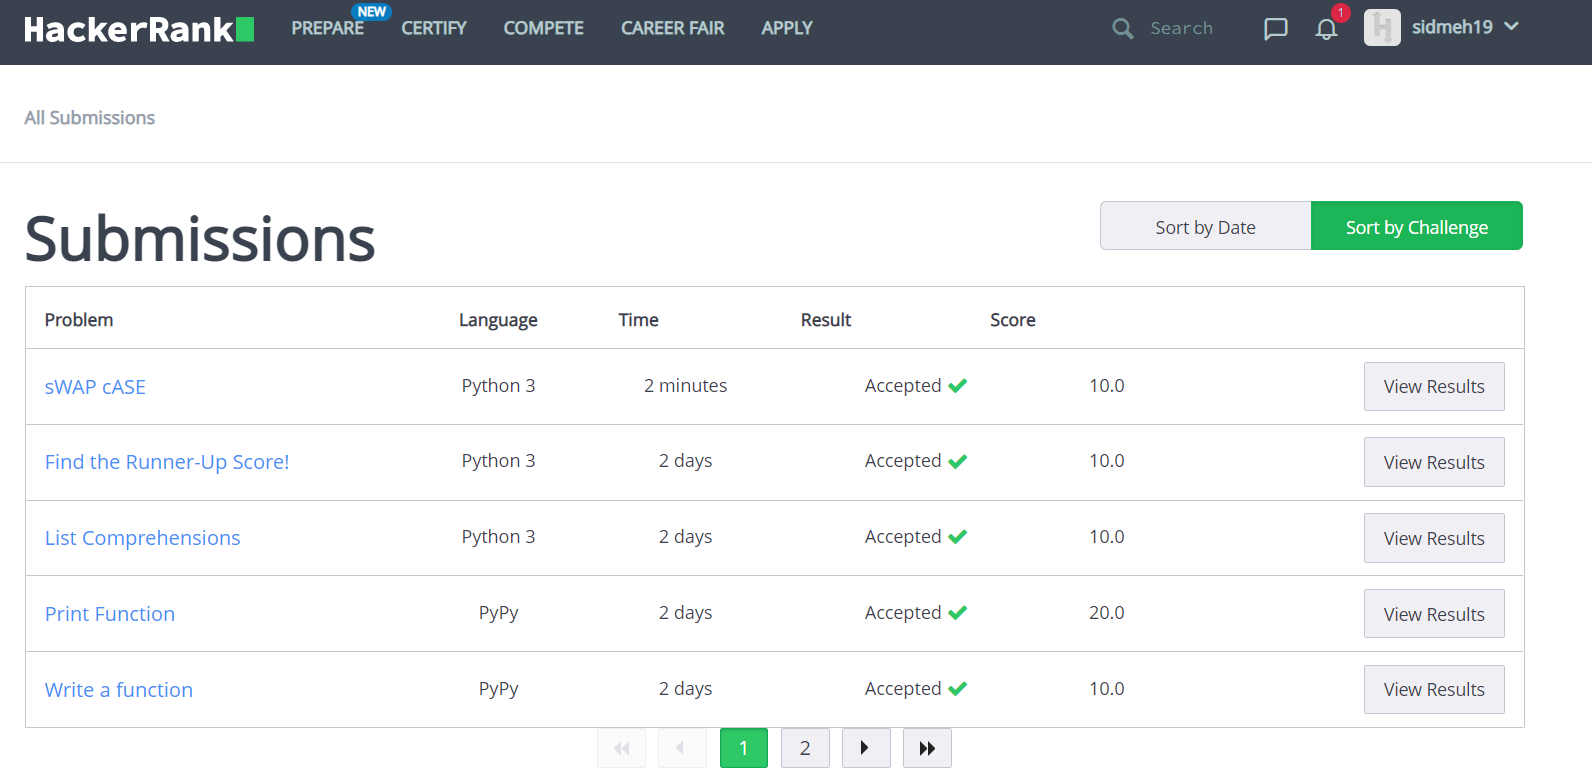 HackerRank PREPARE NEW CERTIFY COMPETE CAREER FAIR APPLY Search 1 sidmeh19
All Submissions
Submissions Sort by Date Sort by Challenge
Problem Language Time Result Score
sWAP cASE Python 3 2 minutes Accepted 10.0 View Results
Find the Runner-Up Score! Python 3 2 days Accepted 10.0 View Results
List Comprehensions Python 3 2 days Accepted 10.0 View Results
Print Function PyPy 2 days Accepted 20.0 View Results
Write a function PyPy 2 days Accepted 10.0 View Results
1 2